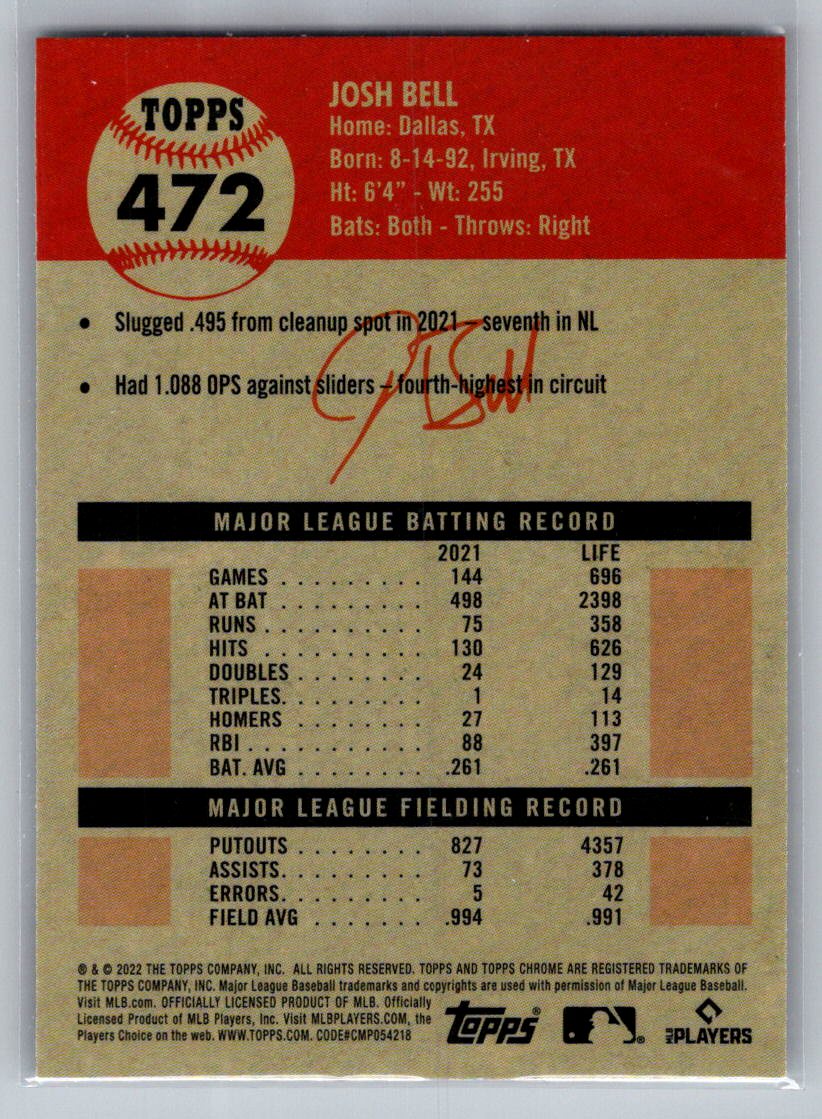 TOPPS
472
JOSH BELL
Home: Dallas, TX
Born: 8-14-92, Irving, TX
Ht: 6'4" - Wt: 255
Bats: Both - Throws: Right
• Slugged .495 from cleanup spot in 2021 – seventh in NL
• Had 1.088 OPS against sliders – fourth-highest in circuit
J Bell
MAJOR LEAGUE BATTING RECORD
2021 LIFE
GAMES . . . . . . . . . 144 696
AT BAT . . . . . . . . . 498 2398
RUNS . . . . . . . . . . 75 358
HITS . . . . . . . . . . 130 626
DOUBLES . . . . . . . . 24 129
TRIPLES. . . . . . . . . 1 14
HOMERS . . . . . . . . 27 113
RBI . . . . . . . . . . . 88 397
BAT. AVG . . . . . . . . .261 .261
MAJOR LEAGUE FIELDING RECORD
PUTOUTS . . . . . . . . 827 4357
ASSISTS. . . . . . . . . 73 378
ERRORS. . . . . . . . . 5 42
FIELD AVG . . . . . . . .994 .991
® & © 2022 THE TOPPS COMPANY, INC. ALL RIGHTS RESERVED. TOPPS AND TOPPS CHROME ARE REGISTERED TRADEMARKS OF
THE TOPPS COMPANY, INC. Major League Baseball trademarks and copyrights are used with permission of Major League Baseball.
Visit MLB.com. OFFICIALLY LICENSED PRODUCT OF MLB. Officially
Licensed Product of MLB Players, Inc. Visit MLBPLAYERS.COM, the
Players Choice on the web. WWW.TOPPS.COM. CODE#CMP054218
Topps®
MLB PLAYERS